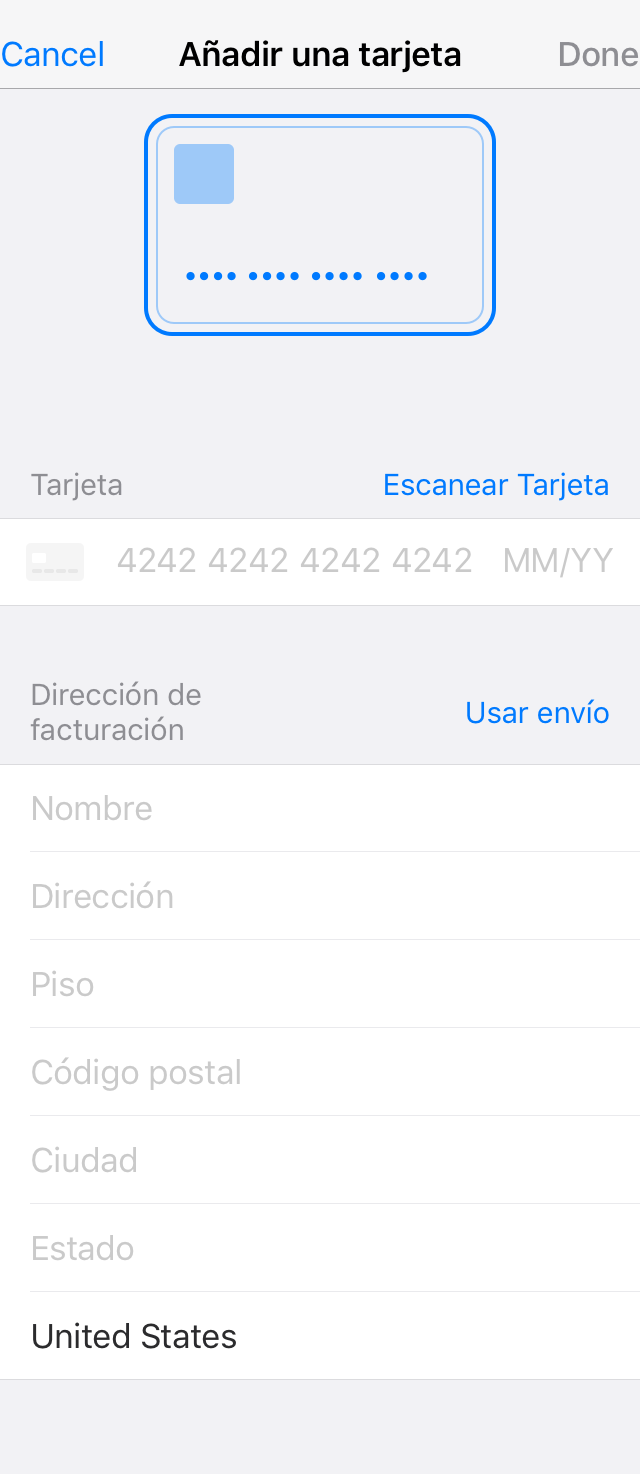 Cancel Añadir una tarjeta Done
•••• •••• •••• ••••
Tarjeta Escanear Tarjeta
4242 4242 4242 4242 MM/YY
Dirección de
facturación
Usar envío
Nombre
Dirección
Piso
Código postal
Ciudad
Estado
United States